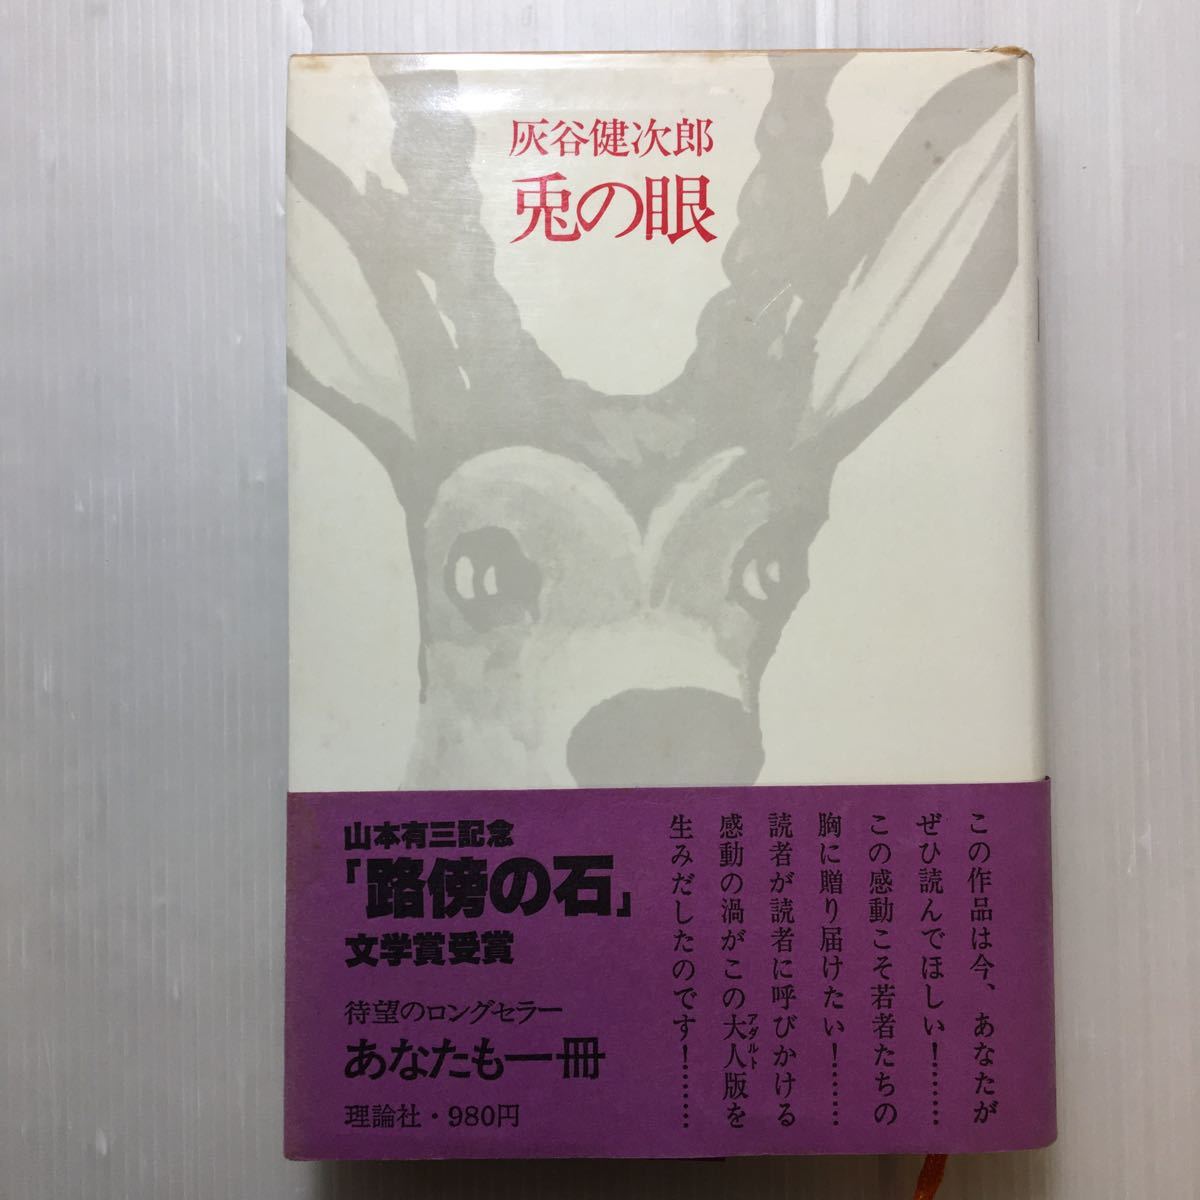 灰谷健次郎
兎の眼
この作品は今、あなたが
ぜひ読んでほしい!………
この感動こそ若者たちの
胸に贈り届けたい!………
読者が読者に呼びかける
感動の渦がこの大人版を
アダルト
生みだしたのです!………
山本有三記念
「路傍の石」
文学賞受賞
待望のロングセラー
あなたも一冊
理論社・980円